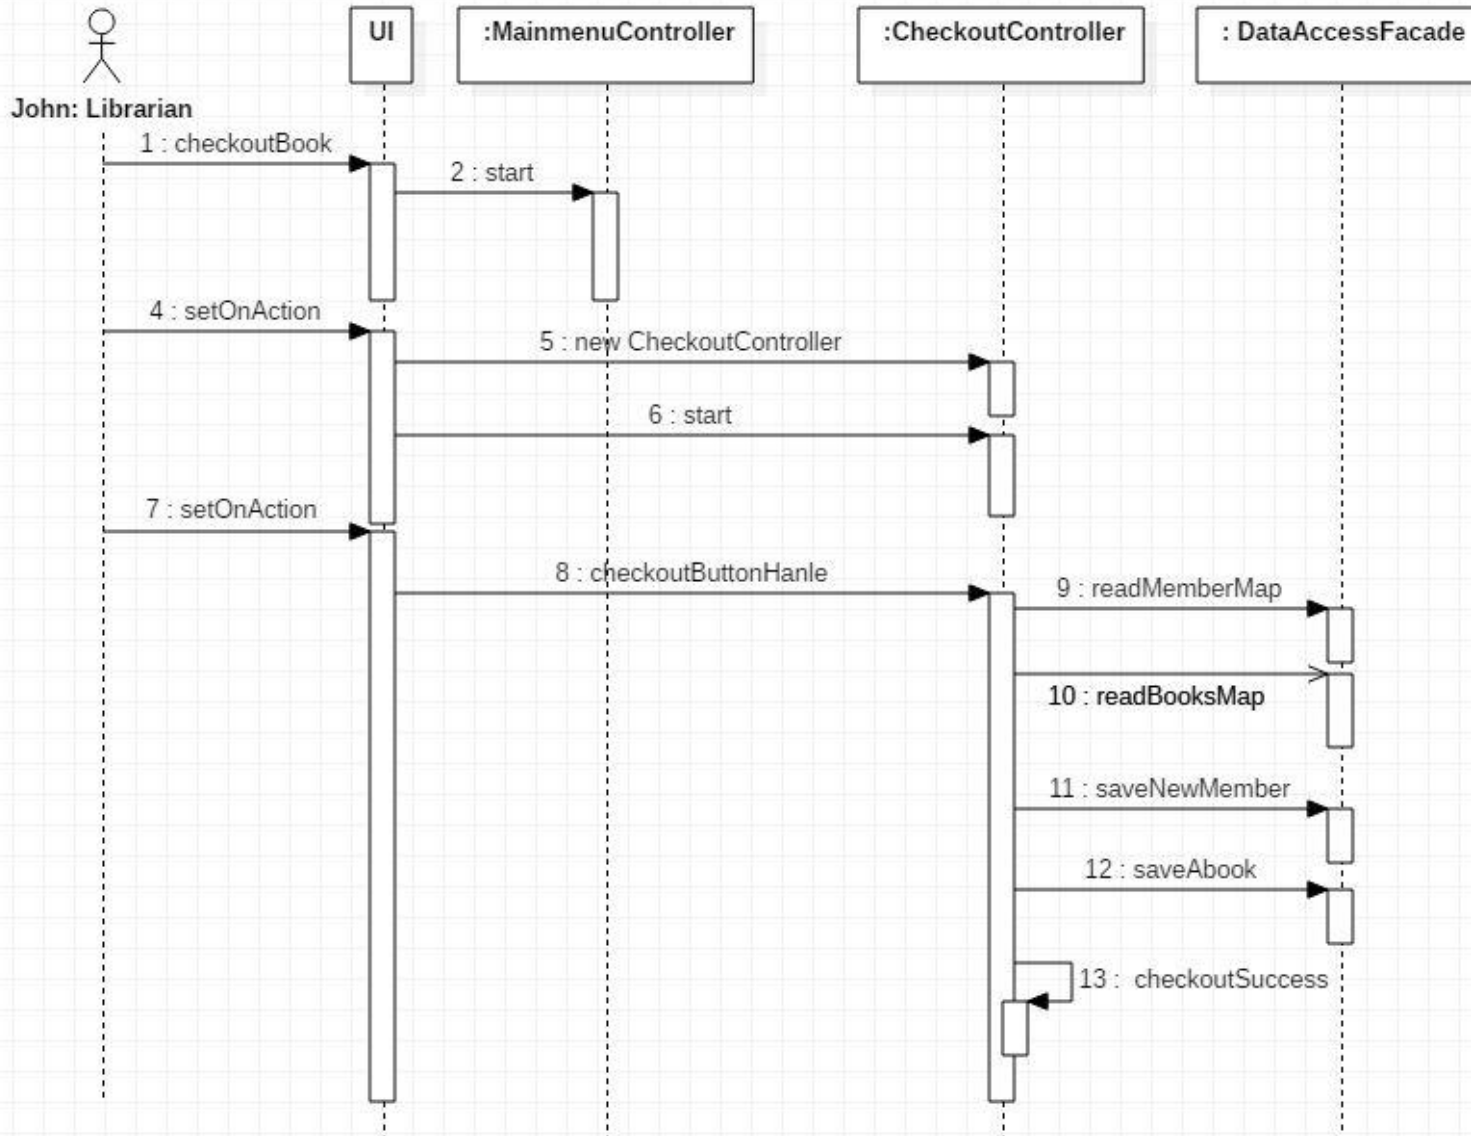 UI
:MainmenuController
:CheckoutController
: DataAccessFacade
John: Librarian
1 : checkoutBook
2 : start
4 : setOnAction
5 : new CheckoutController
6 : start
7 : setOnAction
8 : checkoutButtonHanle
9 : readMemberMap
10 : readBooksMap
11 : saveNewMember
12 : saveAbook
13 : checkoutSuccess